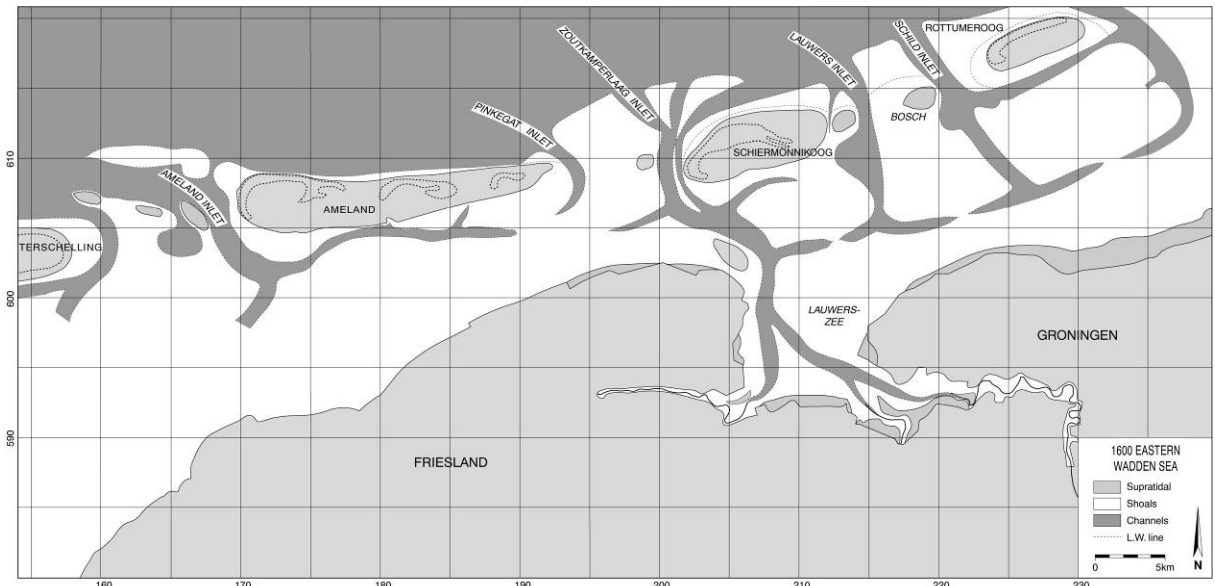 ROTTUMEROOG
SCHILD INLET
LAUWERS INLET
ZOUTKAMPERLAAG INLET
BOSCH
PINKEGAT INLET
SCHIERMONNIKOOG
610
AMELAND INLET
AMELAND
TERSCHELLING
600
LAUWERS-
ZEE
GRONINGEN
590
FRIESLAND
1600 EASTERN
WADDEN SEA
Supratidal
Shoals
Channels
L.W. line
0 5km
N
160 170 180 190 200 210 220 230